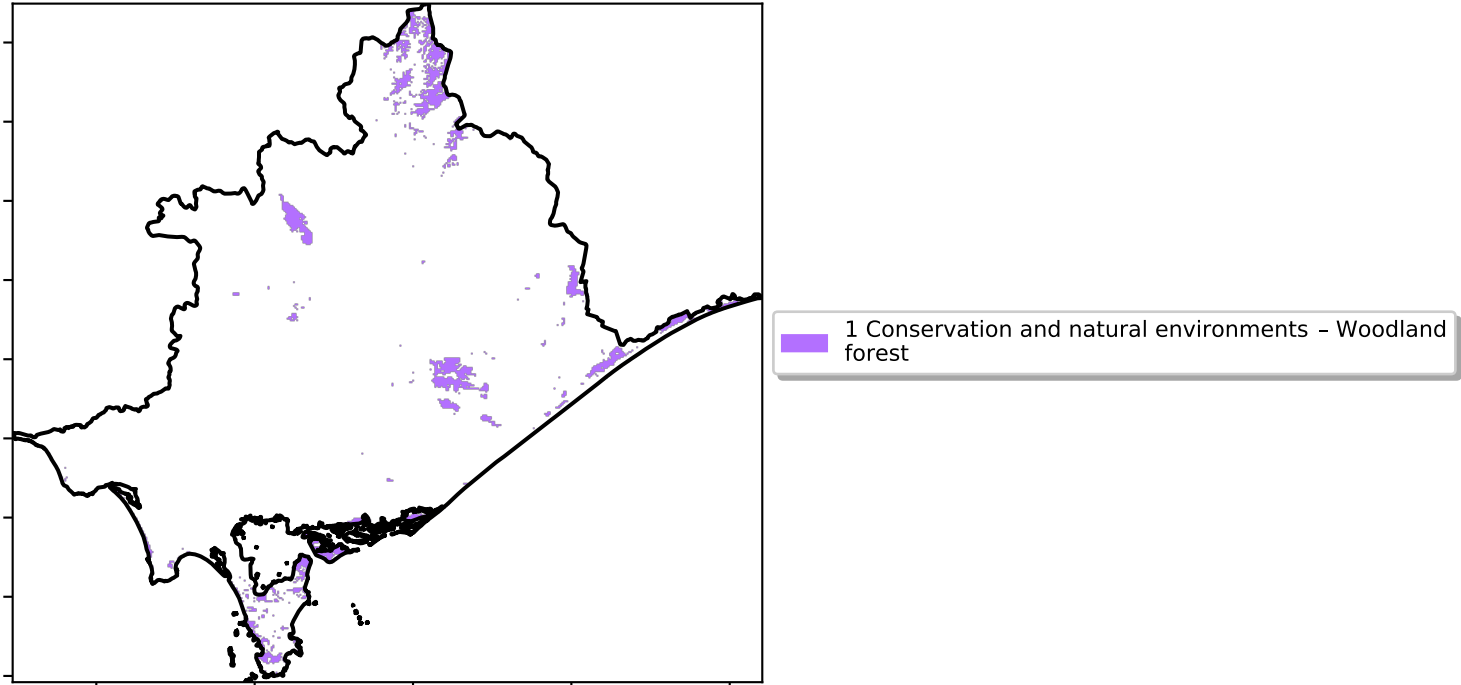 1 Conservation and natural environments – Woodland
forest